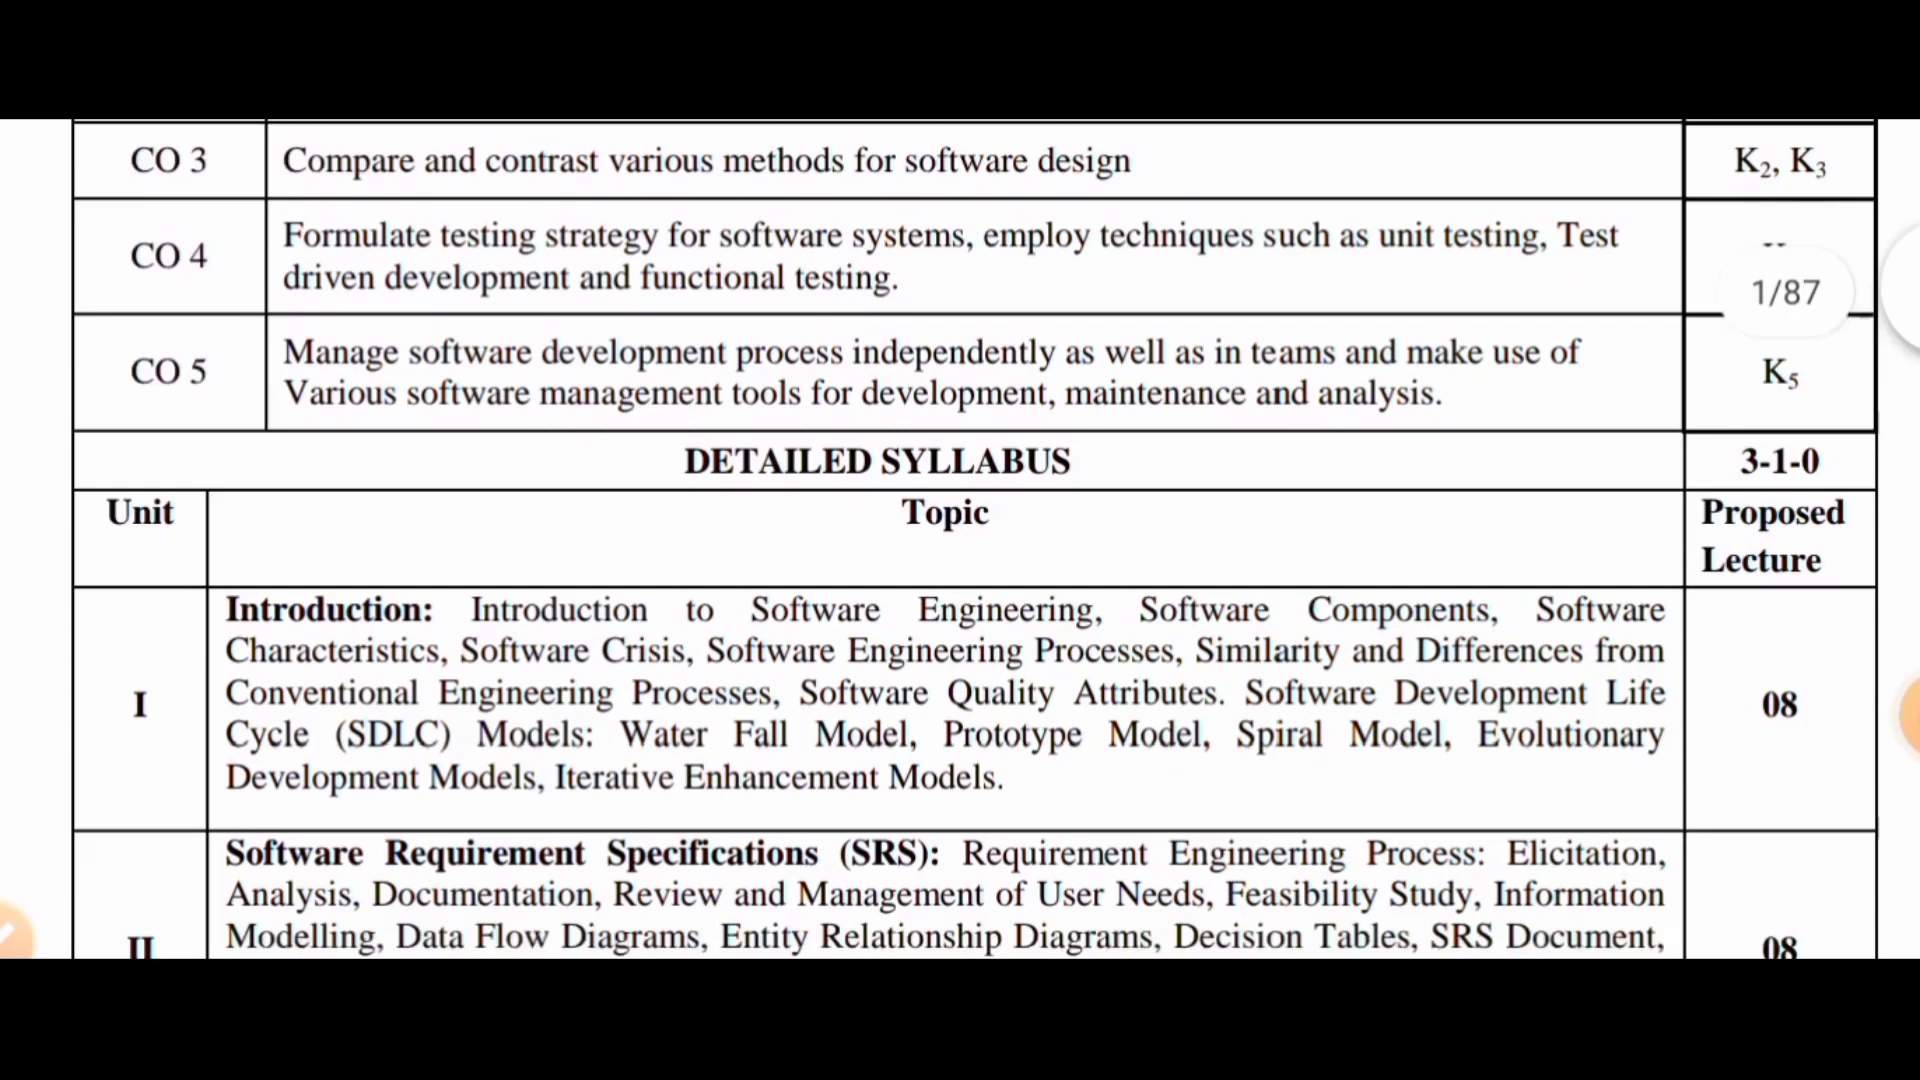 CO 3 Compare and contrast various methods for software design K2, K3
CO 4 Formulate testing strategy for software systems, employ techniques such as unit testing, Test
driven development and functional testing.
1/87
CO 5 Manage software development process independently as well as in teams and make use of
Various software management tools for development, maintenance and analysis. K5
DETAILED SYLLABUS 3-1-0
Unit Topic Proposed
Lecture
I Introduction: Introduction to Software Engineering, Software Components, Software
Characteristics, Software Crisis, Software Engineering Processes, Similarity and Differences from
Conventional Engineering Processes, Software Quality Attributes. Software Development Life
Cycle (SDLC) Models: Water Fall Model, Prototype Model, Spiral Model, Evolutionary
Development Models, Iterative Enhancement Models. 08
II Software Requirement Specifications (SRS): Requirement Engineering Process: Elicitation,
Analysis, Documentation, Review and Management of User Needs, Feasibility Study, Information
Modelling, Data Flow Diagrams, Entity Relationship Diagrams, Decision Tables, SRS Document, 08